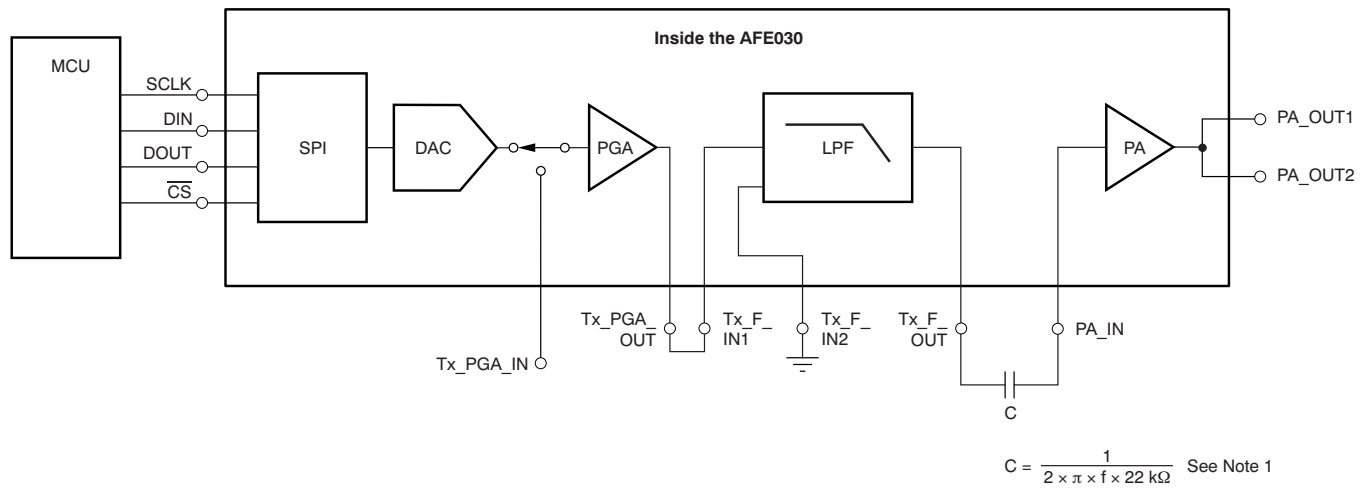 Inside the AFE030
MCU
SCLK
DIN
DOUT
CS
SPI
DAC
PGA
LPF
PA
PA_OUT1
PA_OUT2
Tx_PGA_IN
Tx_PGA_
OUT
Tx_F_
IN1
Tx_F_
IN2
Tx_F_
OUT
PA_IN
C
C = 1 / (2 × π × f × 22 kΩ) See Note 1